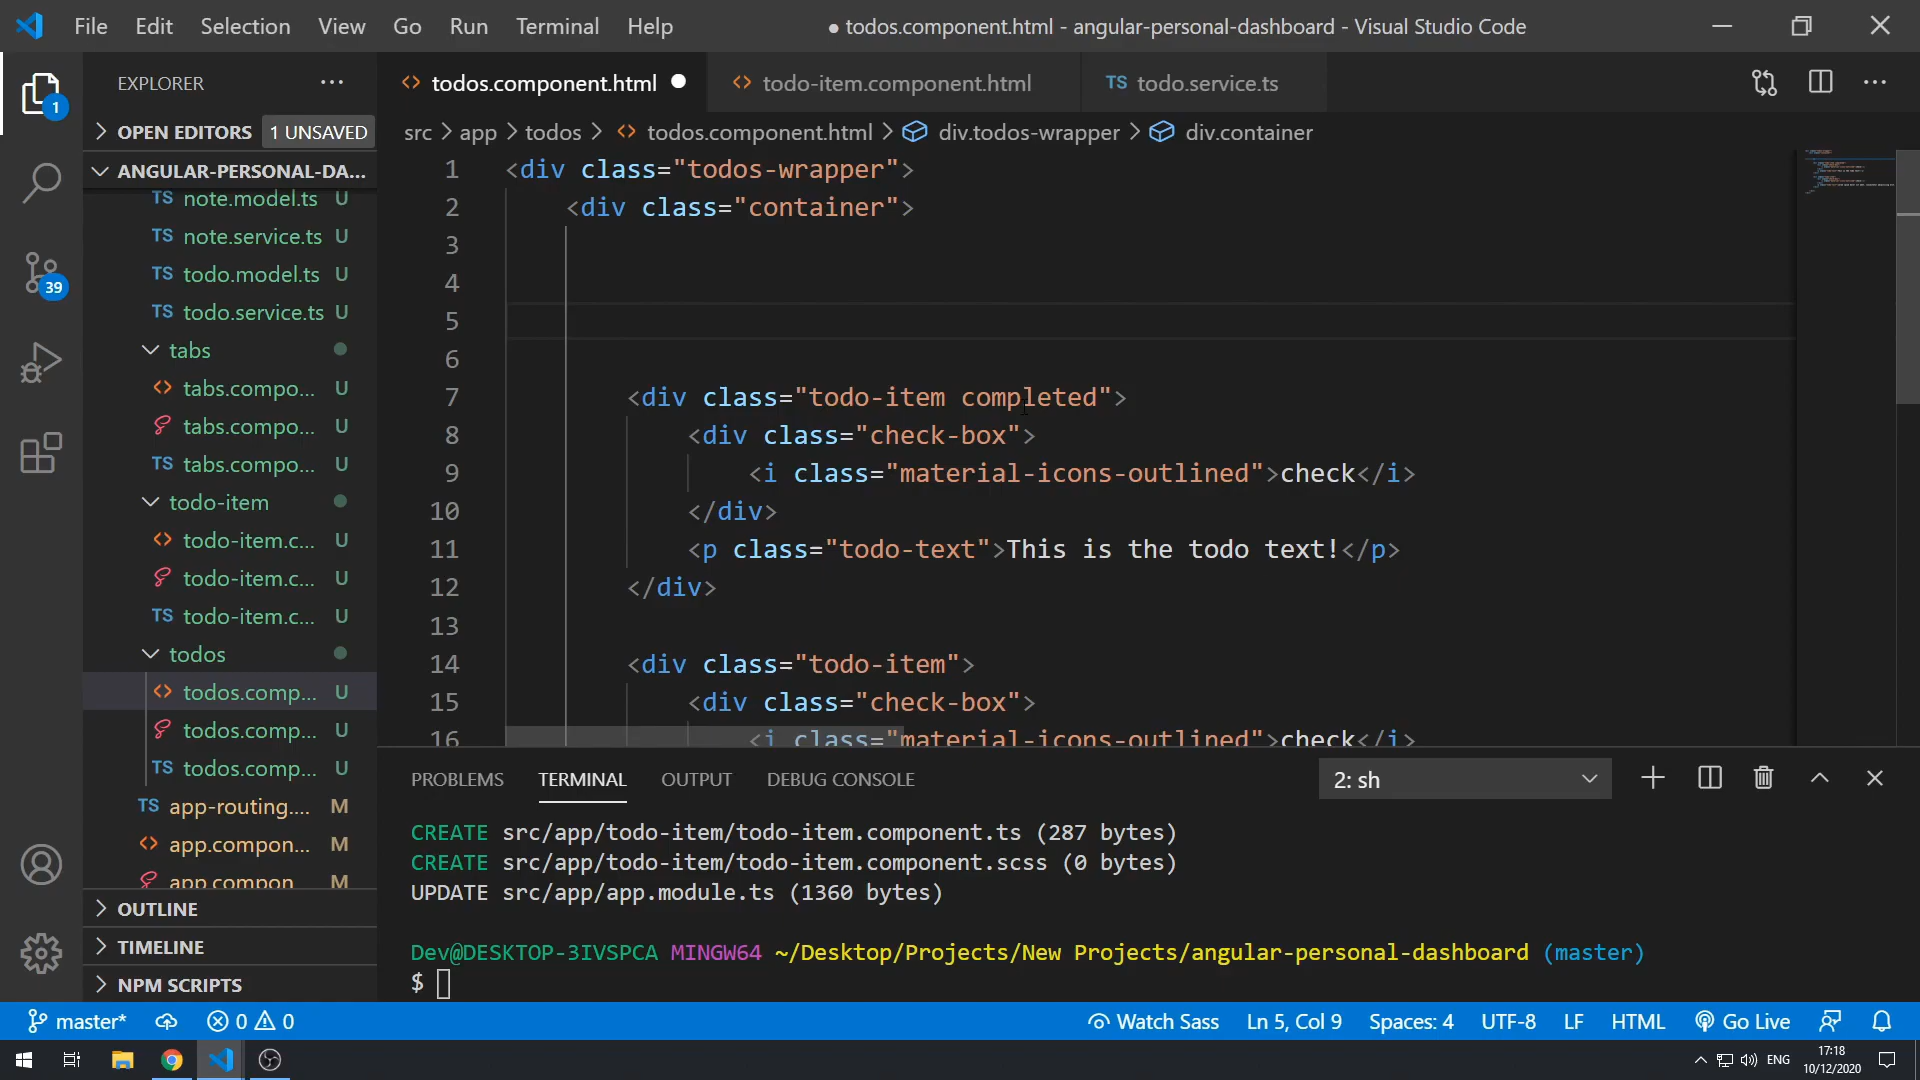 File Edit Selection View Go Run Terminal Help
● todos.component.html - angular-personal-dashboard - Visual Studio Code
EXPLORER
1
OPEN EDITORS 1 UNSAVED
ANGULAR-PERSONAL-DA...
TS note.model.ts U
TS note.service.ts U
TS todo.model.ts U
39
TS todo.service.ts U
tabs
tabs.compo... U
tabs.compo... U
TS tabs.compo... U
todo-item
todo-item.c... U
todo-item.c... U
TS todo-item.c... U
todos
todos.comp... U
todos.comp... U
TS todos.comp... U
TS app-routing.... M
app.compon... M
app.compon M
OUTLINE
TIMELINE
NPM SCRIPTS
todos.component.html
todo-item.component.html
TS todo.service.ts
src > app > todos > todos.component.html > div.todos-wrapper > div.container
1 <div class="todos-wrapper">
2 <div class="container">
3
4
5
6
7 <div class="todo-item completed">
8 <div class="check-box">
9 <i class="material-icons-outlined">check</i>
10 </div>
11 <p class="todo-text">This is the todo text!</p>
12 </div>
13
14 <div class="todo-item">
15 <div class="check-box">
16 <i class="material-icons-outlined">check</i>
PROBLEMS TERMINAL OUTPUT DEBUG CONSOLE
2: sh
CREATE src/app/todo-item/todo-item.component.ts (287 bytes)
CREATE src/app/todo-item/todo-item.component.scss (0 bytes)
UPDATE src/app/app.module.ts (1360 bytes)
Dev@DESKTOP-3IVSPCA MINGW64 ~/Desktop/Projects/New Projects/angular-personal-dashboard (master)
$
master* 0 0
Watch Sass Ln 5, Col 9 Spaces: 4 UTF-8 LF HTML Go Live
ENG
17:18
10/12/2020